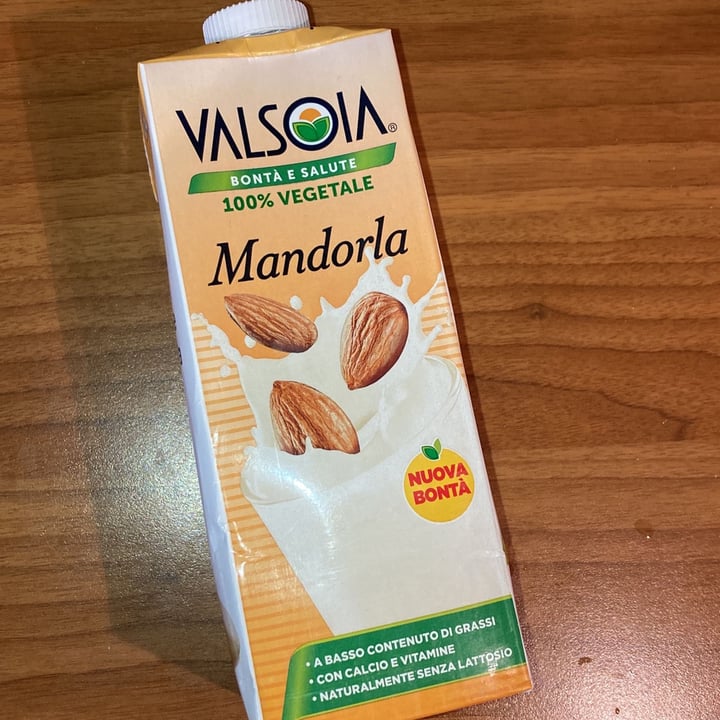 VALSOIA®
BONTÀ E SALUTE
100% VEGETALE
Mandorla
NUOVA
BONTÀ
• A BASSO CONTENUTO DI GRASSI
• CON CALCIO E VITAMINE
• NATURALMENTE SENZA LATTOSIO